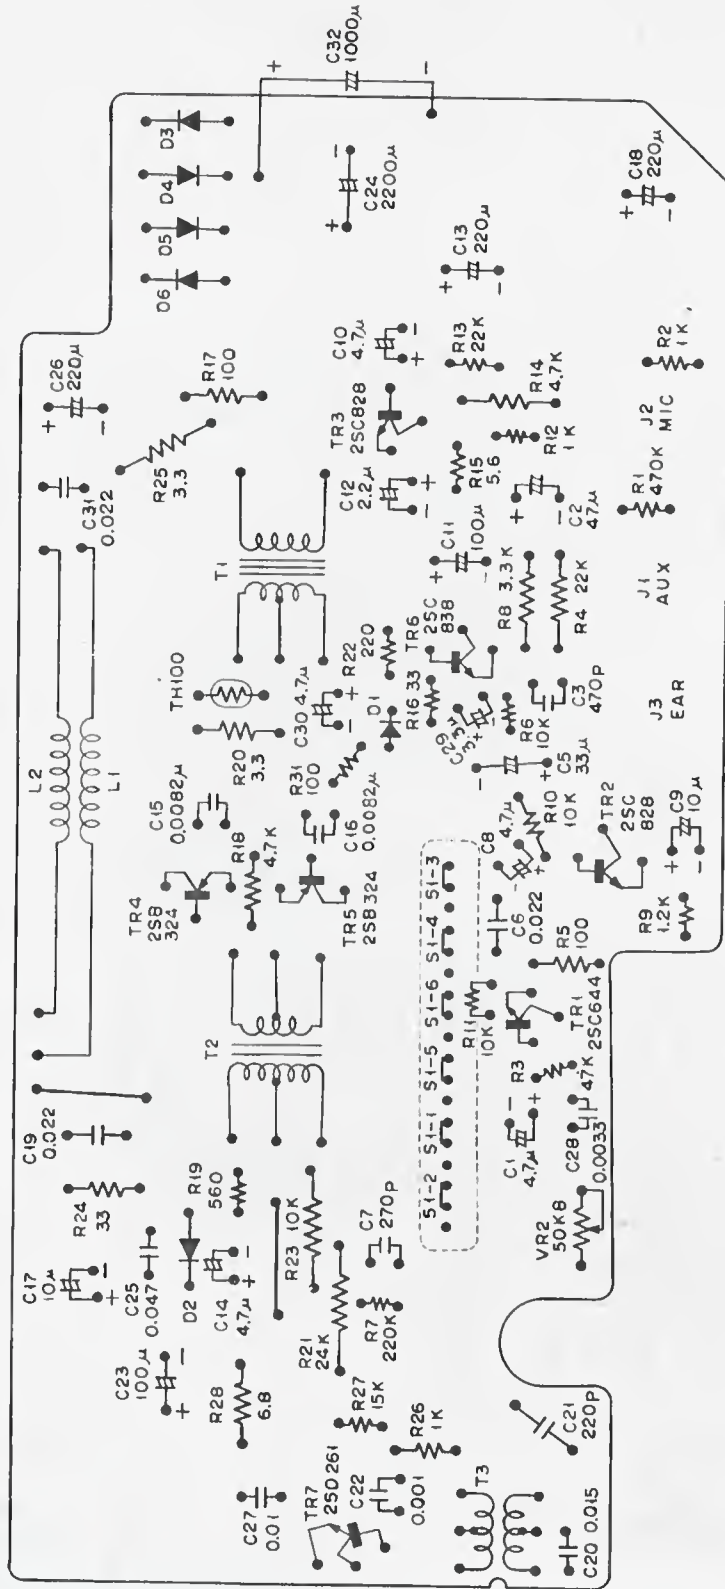 L2
L1
C31
0.022
C26
220μ
+
−
D6
D5
D4
D3
+
C32
1000μ
−
C19
0.022
R24
33
C17
10μ
+
−
C25
0.047
C23
100μ
+
−
R25
3.3
R17
100
TH100
T1
R20
3.3
C15
0.0082μ
TR4
2SB
324
R18
4.7K
T2
R19
560
D2
C14
4.7μ
+
−
R28
6.8
C27
0.01
R23
10K
R21
24K
C30 4.7μ
−
+
R22
220
R31
100
C16
0.0082μ
TR5
2SB324
D1
C12
2.2μ
−
+
TR3
2SC828
C10
4.7μ
+
−
+
C24
2200μ
−
TR7
2SD261
C22
0.001
R27
15K
R26
1K
R7
220K
C7
270p
S1-2
S1-1
S1-5
S1-6
S1-4
S1-3
R16 33
TR6
2SC
838
C11
100μ
+
−
R15
5.6
R13
22K
C13
220μ
+
−
R14
4.7K
R12
1K
C2
47μ
+
−
R8 3.3K
R4 22K
C29
+
R6
10K
C3
470p
C5
33μ
−
+
C8
4.7μ
−
+
R10
10K
C6
0.022
R11
10K
TR2
2SC
828
C9
10μ
+
−
R9
1.2K
R5
100
TR1
2SC644
R3
47K
C1
4.7μ
−
+
C28
0.0033
VR2
50KB
T3
C21
220p
C20 0.015
J3
EAR
J1
AUX
R1
470K
J2
MIC
R2
1K
C18
220μ
+
−